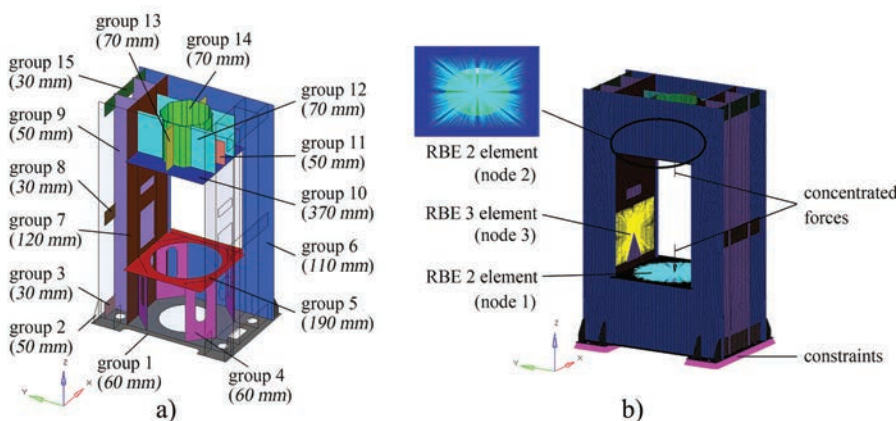 group 13
(70 mm)
group 14
(70 mm)
group 15
(30 mm)
group 9
(50 mm)
group 8
(30 mm)
group 7
(120 mm)
group 3
(30 mm)
group 2
(50 mm)
group 1
(60 mm)
group 12
(70 mm)
group 11
(50 mm)
group 10
(370 mm)
group 6
(110 mm)
group 5
(190 mm)
group 4
(60 mm)
Z
Y
X
a)
RBE 2 element
(node 2)
RBE 3 element
(node 3)
RBE 2 element
(node 1)
concentrated
forces
constraints
Z
Y
X
b)